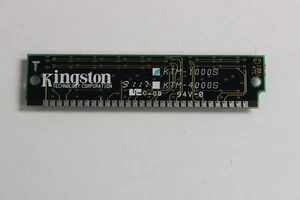 Kingston
TECHNOLOGY CORPORATION
KTM-1000S
KTM-4000S
94V-0